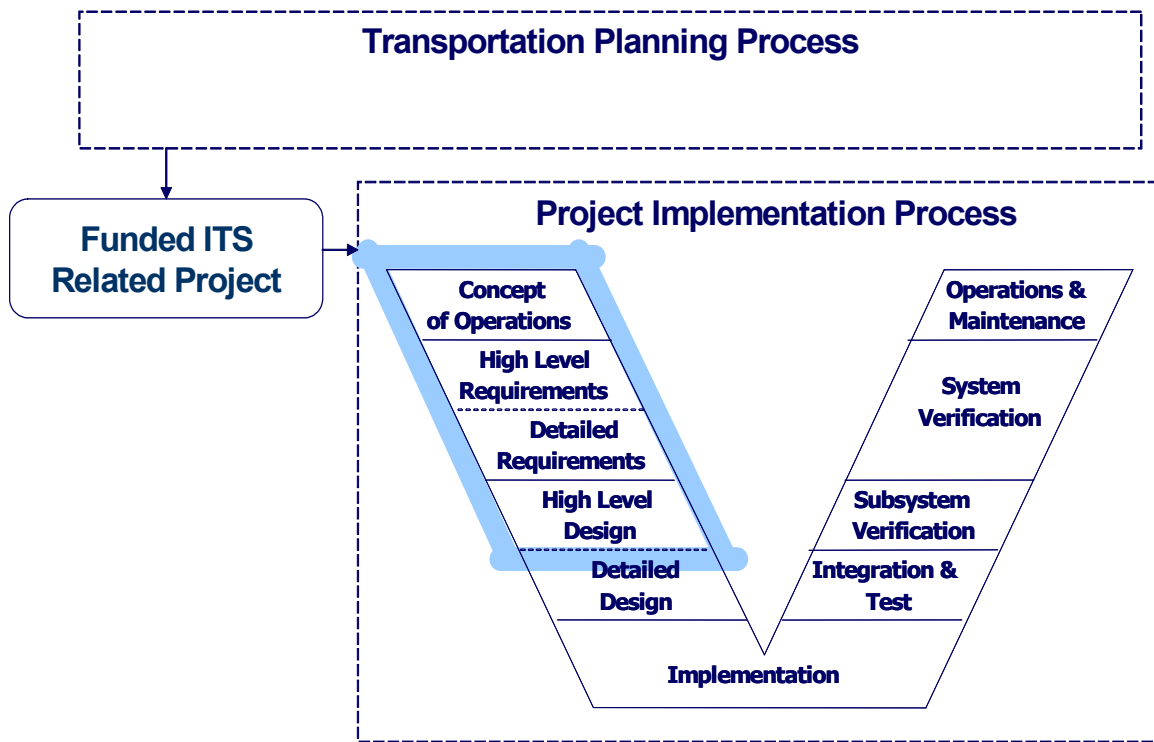 Transportation Planning Process
Funded ITS
Related Project
Project Implementation Process
Concept
of Operations
High Level
Requirements
Detailed
Requirements
High Level
Design
Detailed
Design
Implementation
Operations &
Maintenance
System
Verification
Subsystem
Verification
Integration &
Test